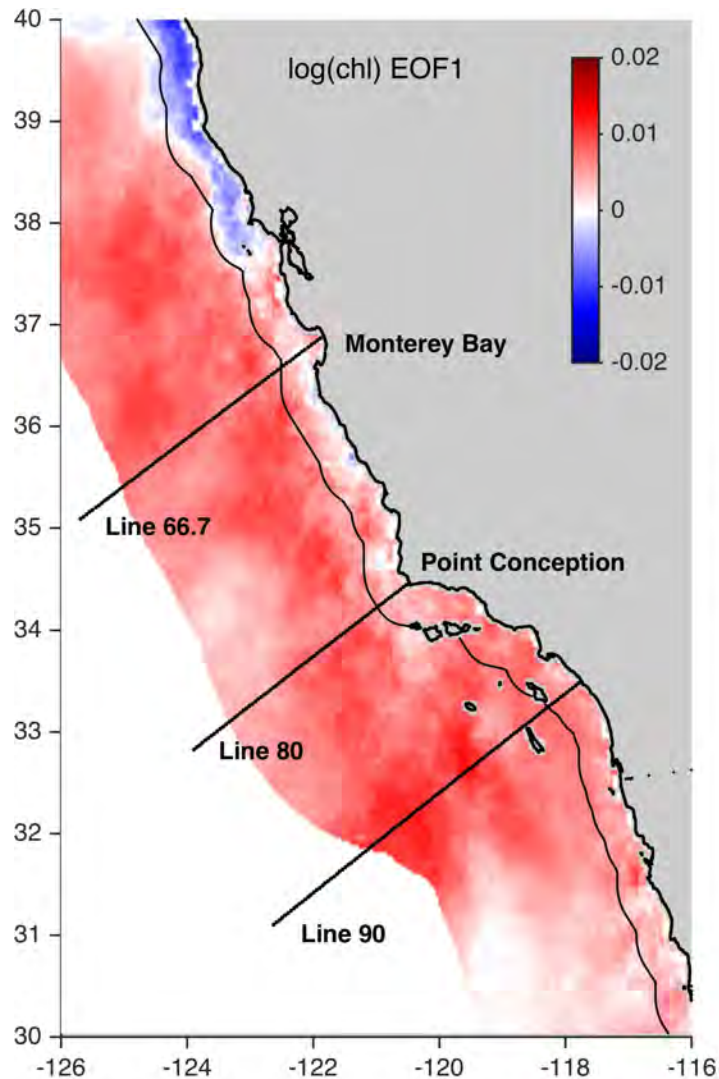 log(chl) EOF1
0.02
0.01
0
-0.01
-0.02
40
39
38
37
36
35
34
33
32
31
30
Monterey Bay
Line 66.7
Point Conception
Line 80
Line 90
-126 -124 -122 -120 -118 -116